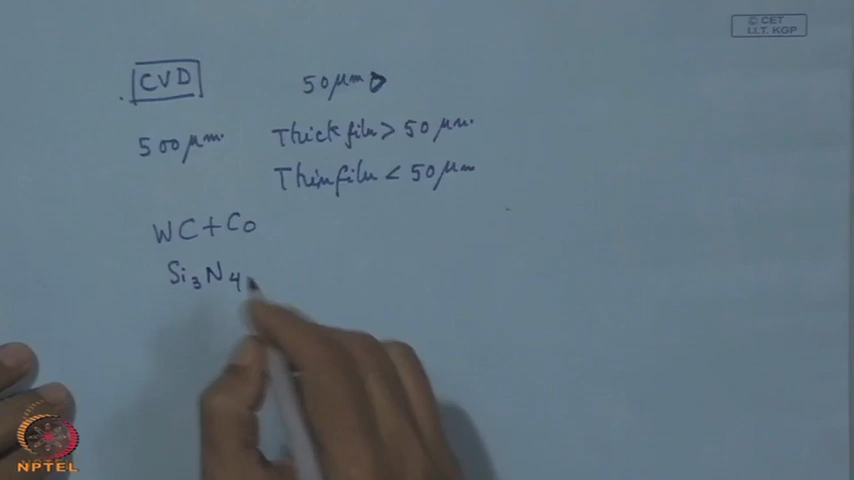 © CET
I.I.T. KGP
CVD 50 μm
500 μm. Thick film > 50 μm.
Thin film < 50 μm
WC + Co
Si3N4
NPTEL